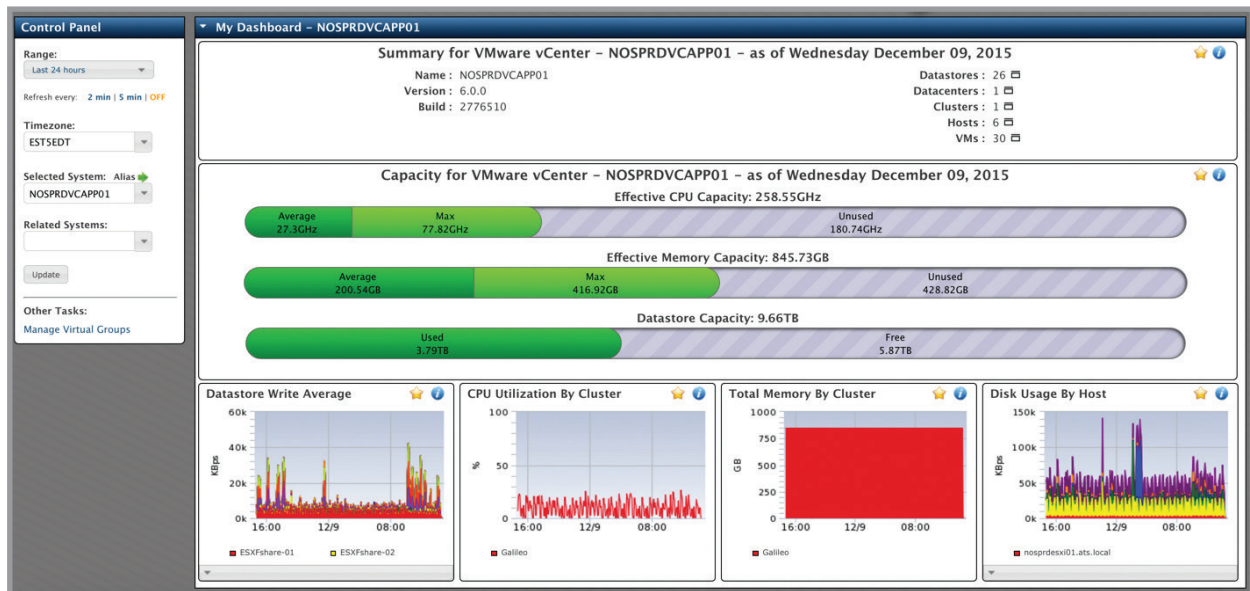 Control Panel
Range:
Last 24 hours
Refresh every: 2 min | 5 min | OFF
Timezone:
EST5EDT
Selected System: Alias
NOSPRDVCAPP01
Related Systems:
Update
Other Tasks:
Manage Virtual Groups
My Dashboard – NOSPRDVCAPP01
Summary for VMware vCenter – NOSPRDVCAPP01 – as of Wednesday December 09, 2015
Name : NOSPRDVCAPP01
Version : 6.0.0
Build : 2776510
Datastores : 26
Datacenters : 1
Clusters : 1
Hosts : 6
VMs : 30
Capacity for VMware vCenter – NOSPRDVCAPP01 – as of Wednesday December 09, 2015
Effective CPU Capacity: 258.55GHz
Average Max Unused
27.3GHz 77.82GHz 180.74GHz
Effective Memory Capacity: 845.73GB
Average Max Unused
200.54GB 416.92GB 428.82GB
Datastore Capacity: 9.66TB
Used Free
3.79TB 5.87TB
Datastore Write Average
60k
40k
20k
0k
KBps
16:00 12/9 08:00
ESXFshare-01 ESXFshare-02
CPU Utilization By Cluster
100
50
0
%
16:00 12/9 08:00
Galileo
Total Memory By Cluster
1000
750
500
250
0
GB
16:00 12/9 08:00
Galileo
Disk Usage By Host
150k
100k
50k
0k
KBps
16:00 12/9 08:00
nosprdesxi01.ats.local